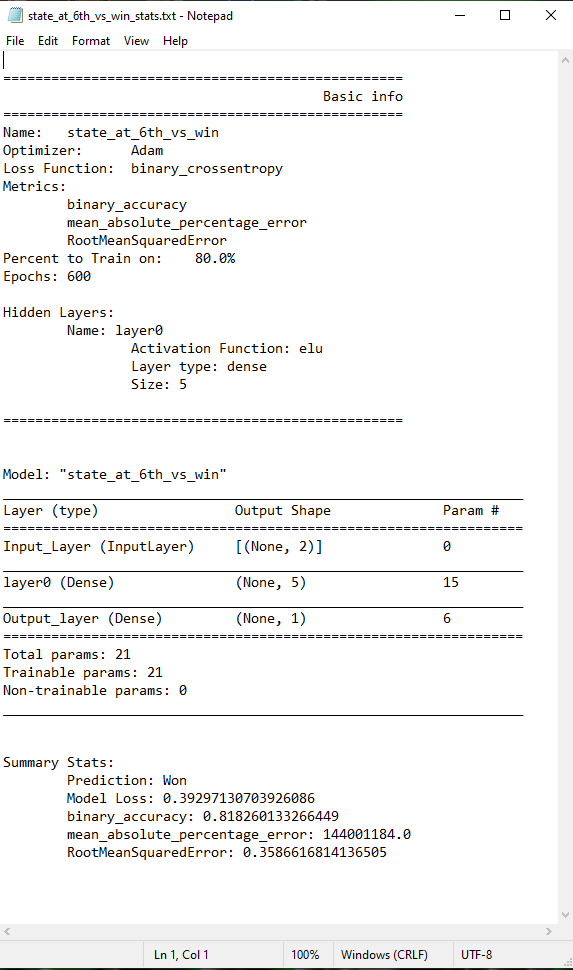 state_at_6th_vs_win_stats.txt - Notepad
File Edit Format View Help
==================================================
Basic info
==================================================
Name: state_at_6th_vs_win
Optimizer: Adam
Loss Function: binary_crossentropy
Metrics:
binary_accuracy
mean_absolute_percentage_error
RootMeanSquaredError
Percent to Train on: 80.0%
Epochs: 600
Hidden Layers:
Name: layer0
Activation Function: elu
Layer type: dense
Size: 5
==================================================
Model: "state_at_6th_vs_win"
_________________________________________________________________
Layer (type) Output Shape Param #
=================================================================
Input_Layer (InputLayer) [(None, 2)] 0
_________________________________________________________________
layer0 (Dense) (None, 5) 15
_________________________________________________________________
Output_layer (Dense) (None, 1) 6
=================================================================
Total params: 21
Trainable params: 21
Non-trainable params: 0
_________________________________________________________________
Summary Stats:
Prediction: Won
Model Loss: 0.39297130703926086
binary_accuracy: 0.818260133266449
mean_absolute_percentage_error: 144001184.0
RootMeanSquaredError: 0.3586616814136505
Ln 1, Col 1 100% Windows (CRLF) UTF-8